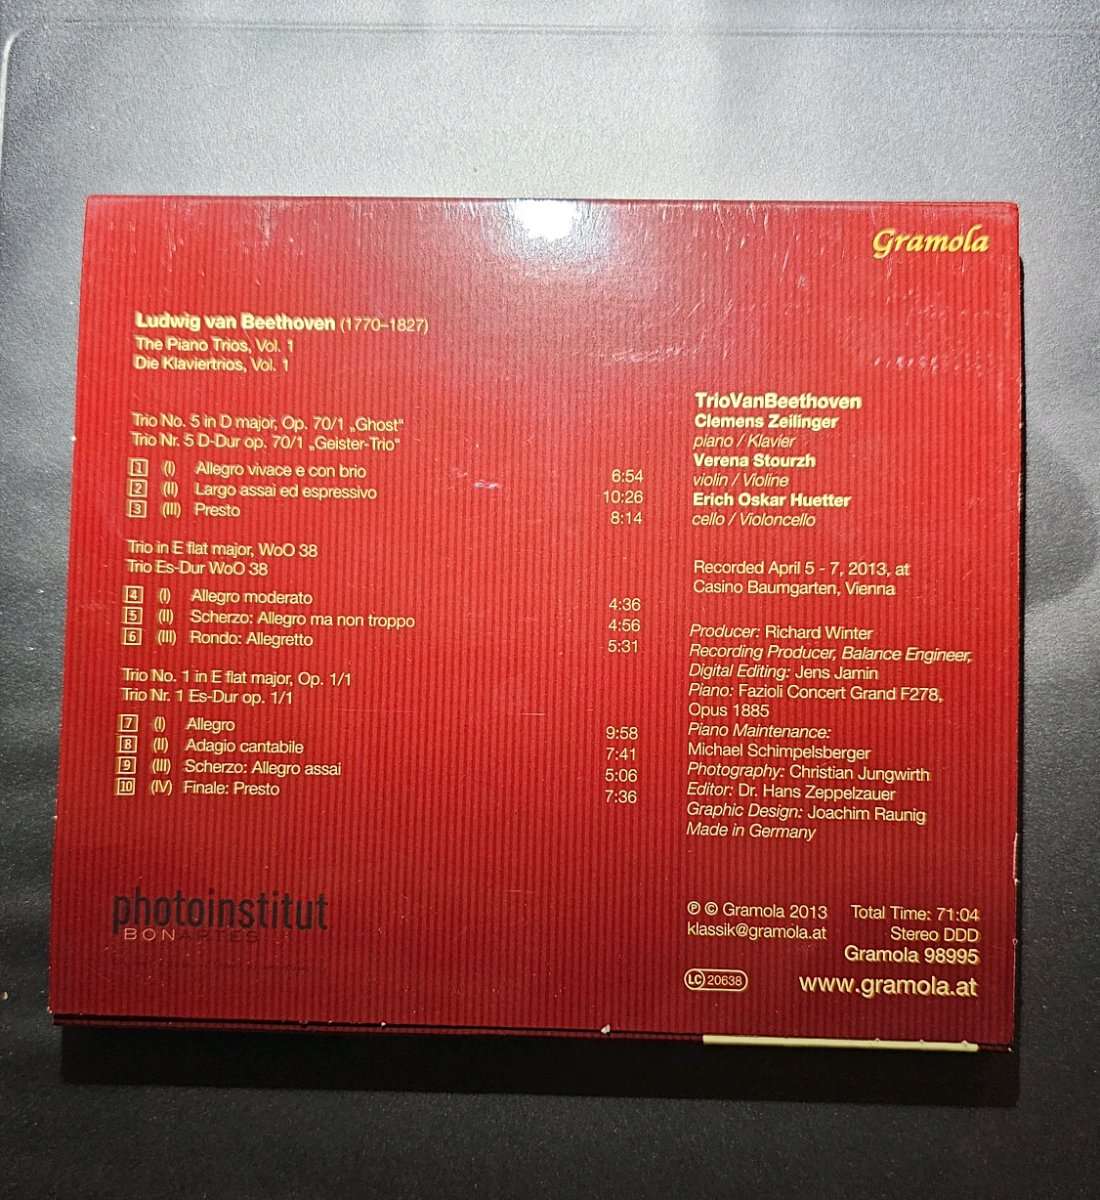 Gramola
Ludwig van Beethoven (1770–1827)
The Piano Trios, Vol. 1
Die Klaviertrios, Vol. 1
Trio No. 5 in D major, Op. 70/1 „Ghost“
Trio Nr. 5 D-Dur op. 70/1 „Geister-Trio“
1 (I) Allegro vivace e con brio 6:54
2 (II) Largo assai ed espressivo 10:26
3 (III) Presto 8:14
Trio in E flat major, WoO 38
Trio Es-Dur WoO 38
4 (I) Allegro moderato 4:36
5 (II) Scherzo: Allegro ma non troppo 4:56
6 (III) Rondo: Allegretto 5:31
Trio No. 1 in E flat major, Op. 1/1
Trio Nr. 1 Es-Dur op. 1/1
7 (I) Allegro 9:58
8 (II) Adagio cantabile 7:41
9 (III) Scherzo: Allegro assai 5:06
10 (IV) Finale: Presto 7:36
photoinstitut
BONARTES
TrioVanBeethoven
Clemens Zeilinger
piano / Klavier
Verena Stourzh
violin / Violine
Erich Oskar Huetter
cello / Violoncello
Recorded April 5 - 7, 2013, at
Casino Baumgarten, Vienna
Producer: Richard Winter
Recording Producer, Balance Engineer,
Digital Editing: Jens Jamin
Piano: Fazioli Concert Grand F278,
Opus 1885
Piano Maintenance:
Michael Schimpelsberger
Photography: Christian Jungwirth
Editor: Dr. Hans Zeppelzauer
Graphic Design: Joachim Raunig
Made in Germany
℗ © Gramola 2013 Total Time: 71:04
klassik@gramola.at Stereo DDD
Gramola 98995
LC 20638 www.gramola.at